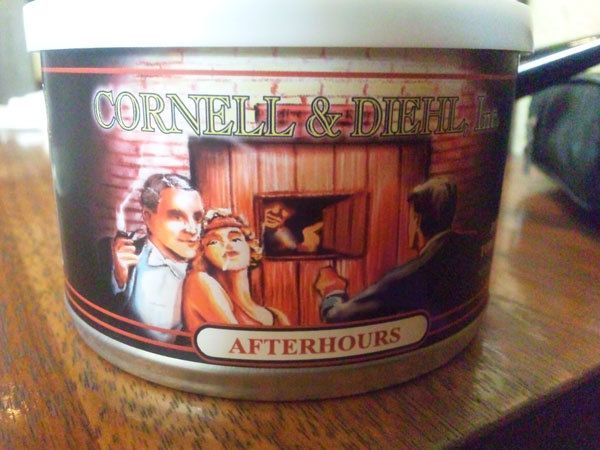 CORNELL & DIEHL, Inc.
AFTERHOURS